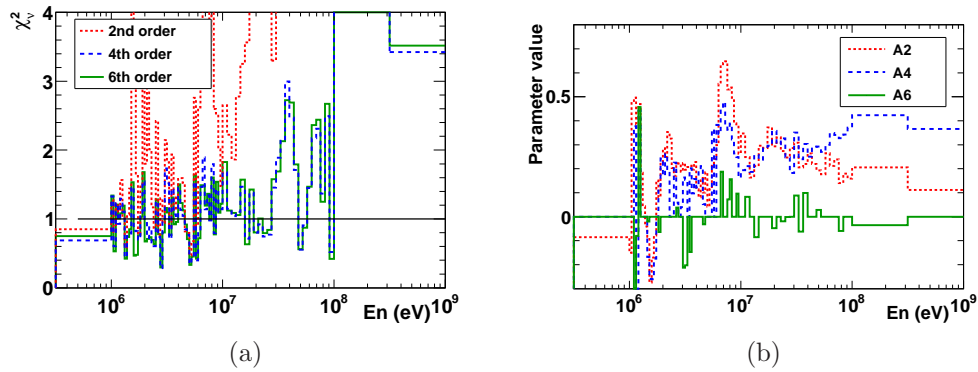 χ²ᵥ
4
3
2
1
0
2nd order
4th order
6th order
10⁶ 10⁷ 10⁸ 10⁹
En (eV)
(a)
Parameter value
0.5
0
A2
A4
A6
10⁶ 10⁷ 10⁸ 10⁹
En (eV)
(b)